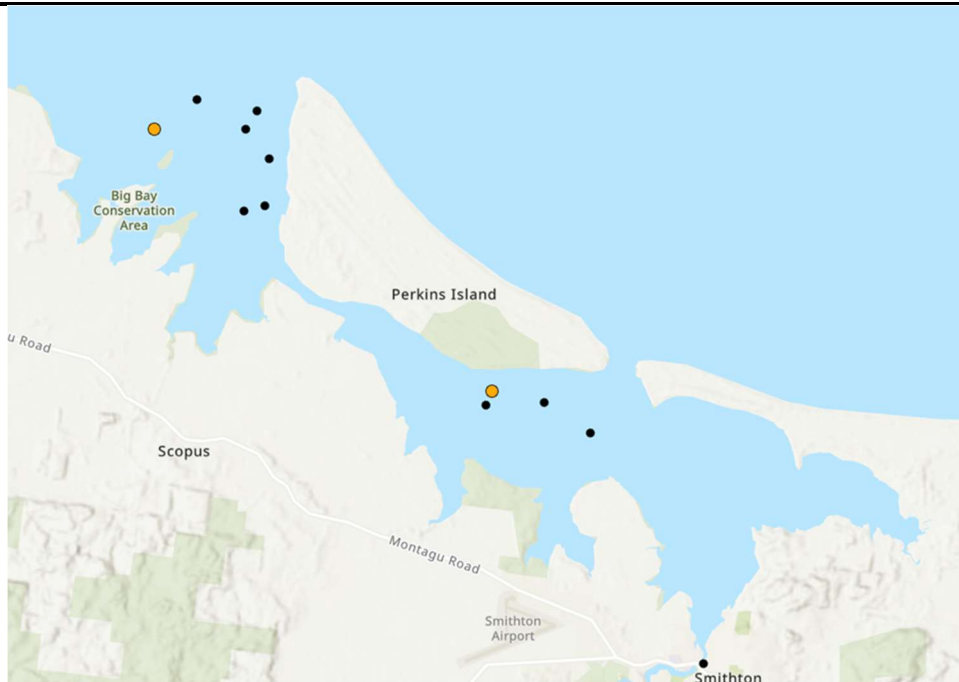 Big Bay
Conservation
Area
Perkins Island
u Road
Scopus
Montagu Road
Smithton
Airport
Smithton